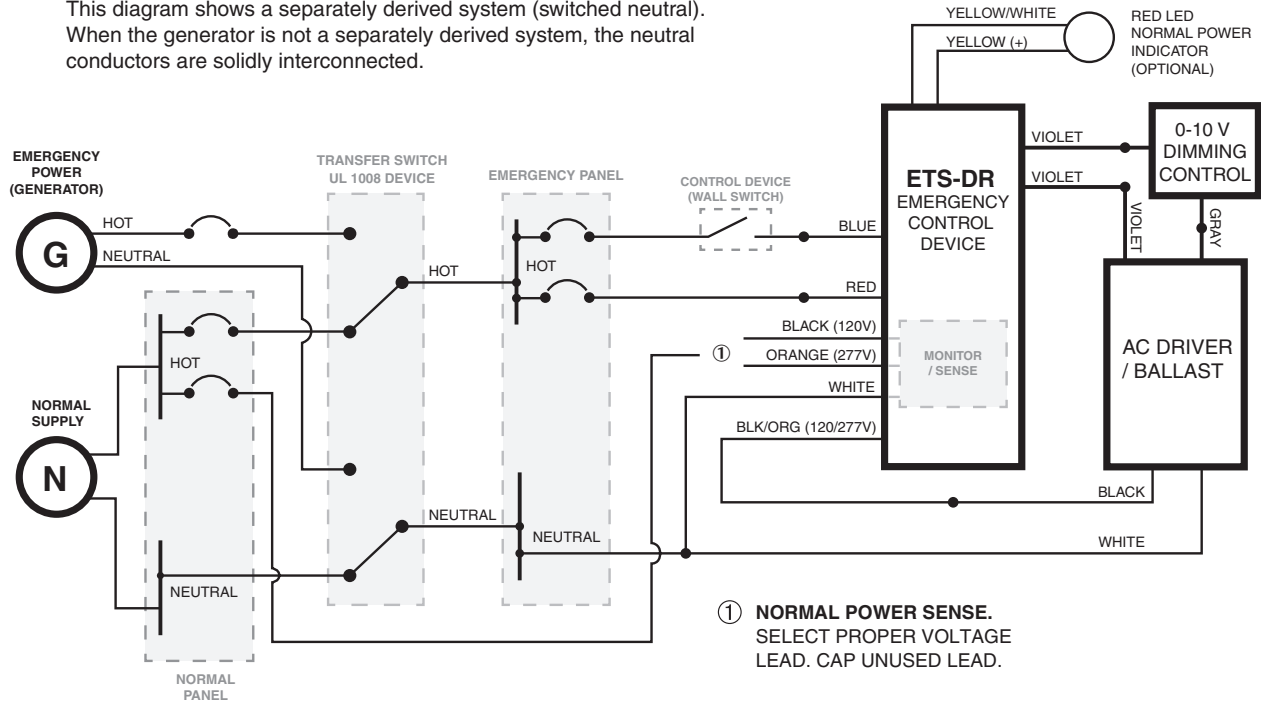 This diagram shows a separately derived system (switched neutral).
When the generator is not a separately derived system, the neutral
conductors are solidly interconnected.
YELLOW/WHITE
YELLOW (+)
RED LED
NORMAL POWER
INDICATOR
(OPTIONAL)
EMERGENCY
POWER
(GENERATOR)
G
HOT
NEUTRAL
TRANSFER SWITCH
UL 1008 DEVICE
HOT
EMERGENCY PANEL
HOT
CONTROL DEVICE
(WALL SWITCH)
BLUE
RED
BLACK (120V)
① ORANGE (277V)
WHITE
BLK/ORG (120/277V)
ETS-DR
EMERGENCY
CONTROL
DEVICE
MONITOR
/ SENSE
VIOLET
VIOLET
VIOLET
GRAY
0-10 V
DIMMING
CONTROL
AC DRIVER
/ BALLAST
BLACK
WHITE
NORMAL
SUPPLY
N
HOT
NEUTRAL
NORMAL
PANEL
NEUTRAL
NEUTRAL
① NORMAL POWER SENSE.
SELECT PROPER VOLTAGE
LEAD. CAP UNUSED LEAD.